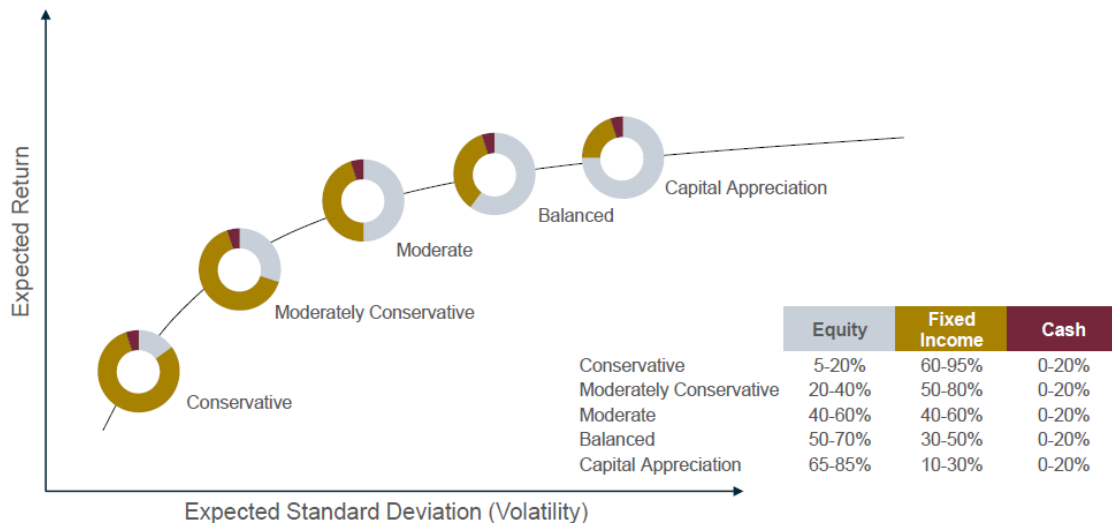 Expected Return
Capital Appreciation
Balanced
Moderate
Moderately Conservative
Conservative
Equity Fixed Income Cash
Conservative 5-20% 60-95% 0-20%
Moderately Conservative 20-40% 50-80% 0-20%
Moderate 40-60% 40-60% 0-20%
Balanced 50-70% 30-50% 0-20%
Capital Appreciation 65-85% 10-30% 0-20%
Expected Standard Deviation (Volatility)